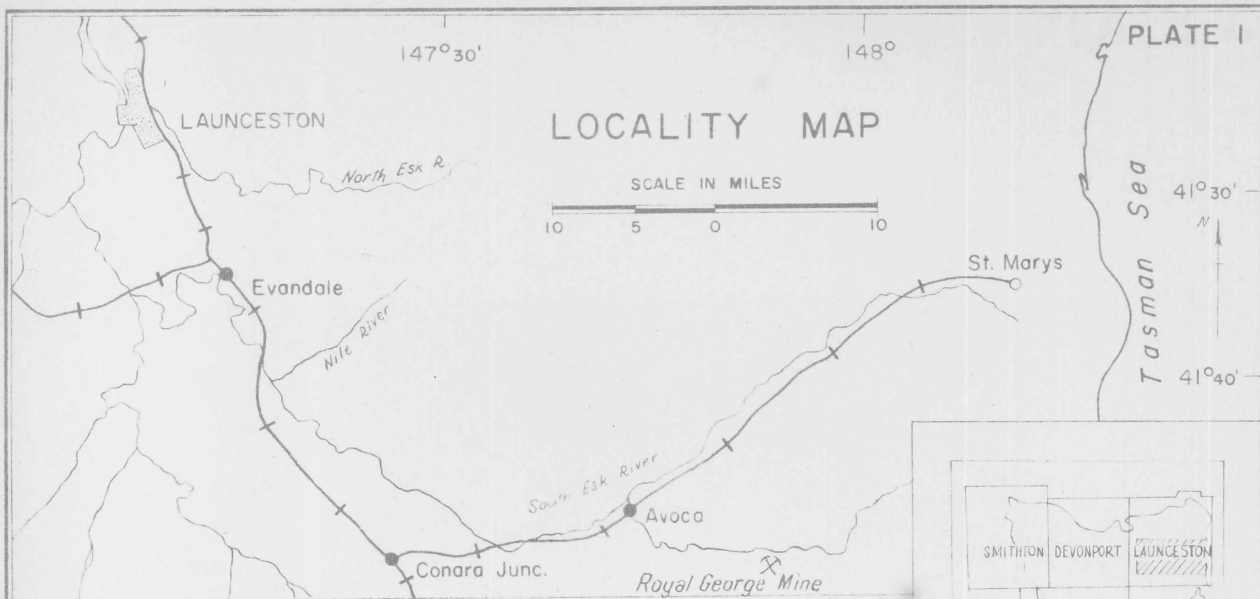 147°30'
148°
PLATE I
LAUNCESTON
LOCALITY MAP
North Esk R.
SCALE IN MILES
10 5 0 10
Tasman Sea
41°30'
N
St. Marys
Evandale
Nile River
41°40'
South Esk River
Avoca
Conara Junc.
Royal George Mine
SMITHTON DEVONPORT LAUNCESTON